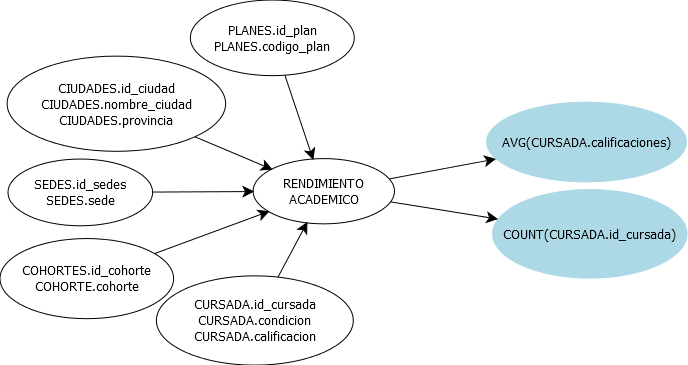 PLANES.id_plan
PLANES.codigo_plan
CIUDADES.id_ciudad
CIUDADES.nombre_ciudad
CIUDADES.provincia
SEDES.id_sedes
SEDES.sede
COHORTES.id_cohorte
COHORTE.cohorte
CURSADA.id_cursada
CURSADA.condicion
CURSADA.calificacion
RENDIMIENTO
ACADEMICO
AVG(CURSADA.calificaciones)
COUNT(CURSADA.id_cursada)